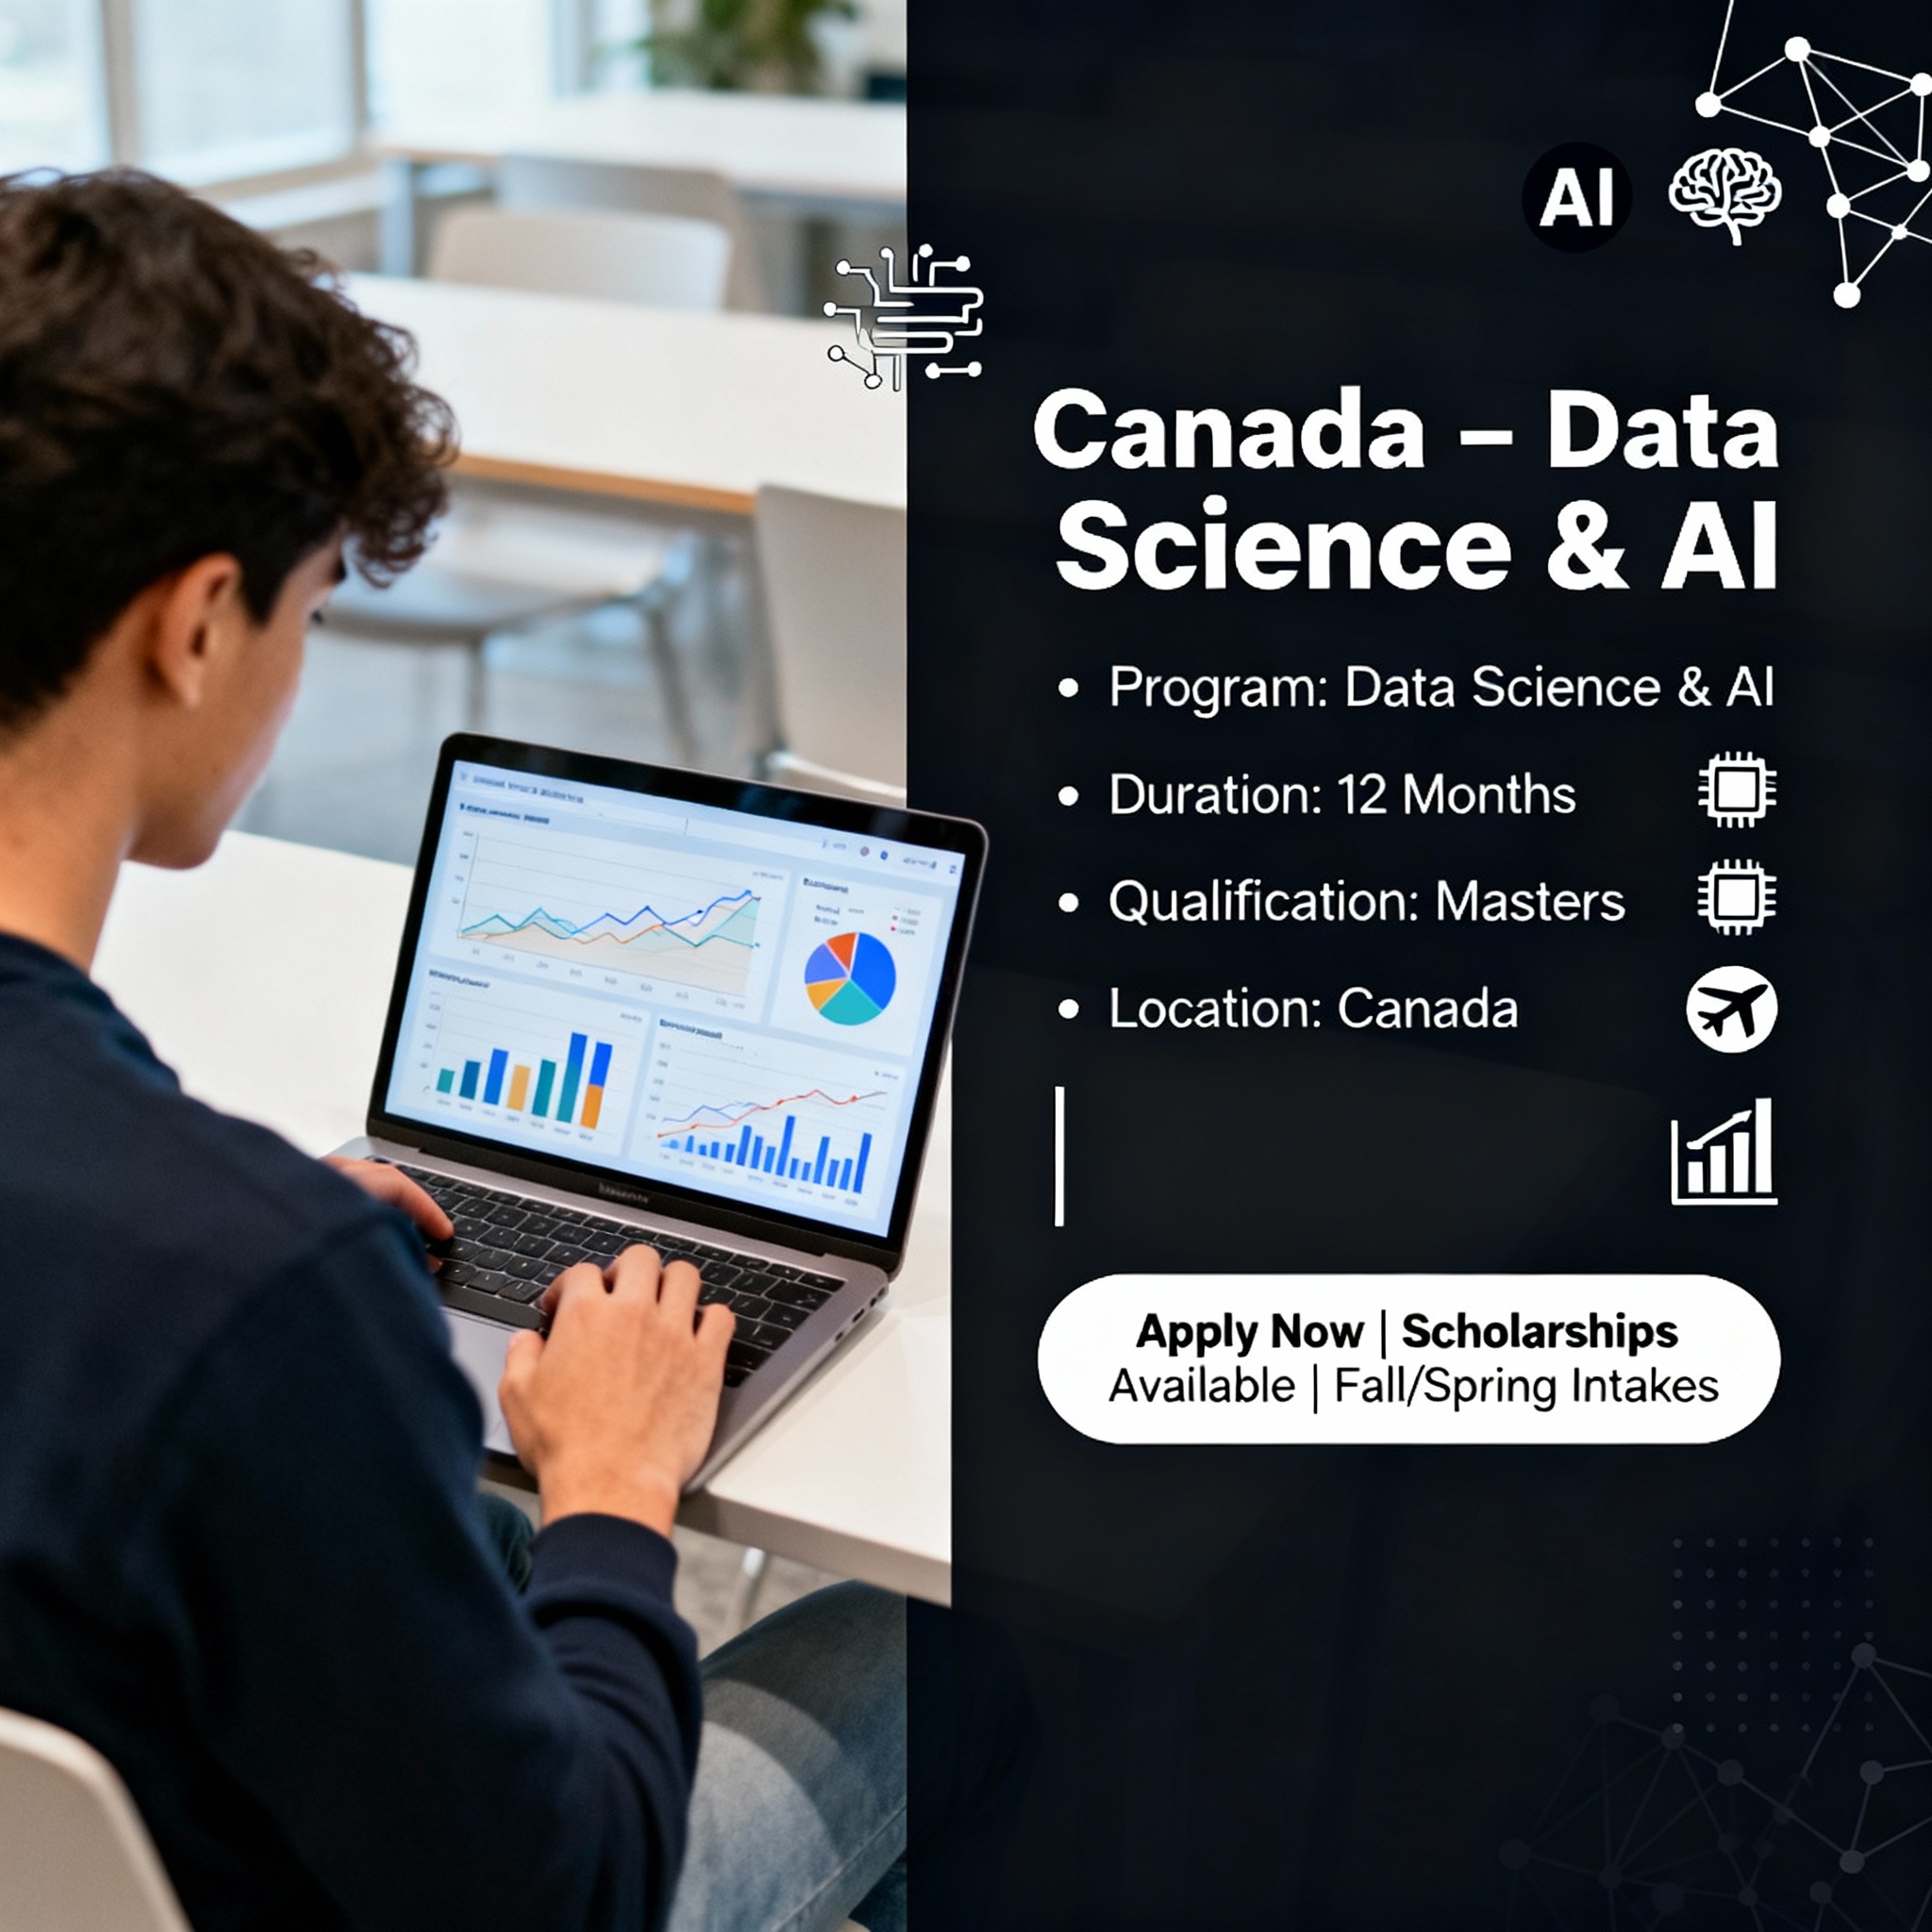 AI
Canada – Data
Science & AI
• Program: Data Science & AI
• Duration: 12 Months
• Qualification: Masters
• Location: Canada
Apply Now | Scholarships
Available | Fall/Spring Intakes